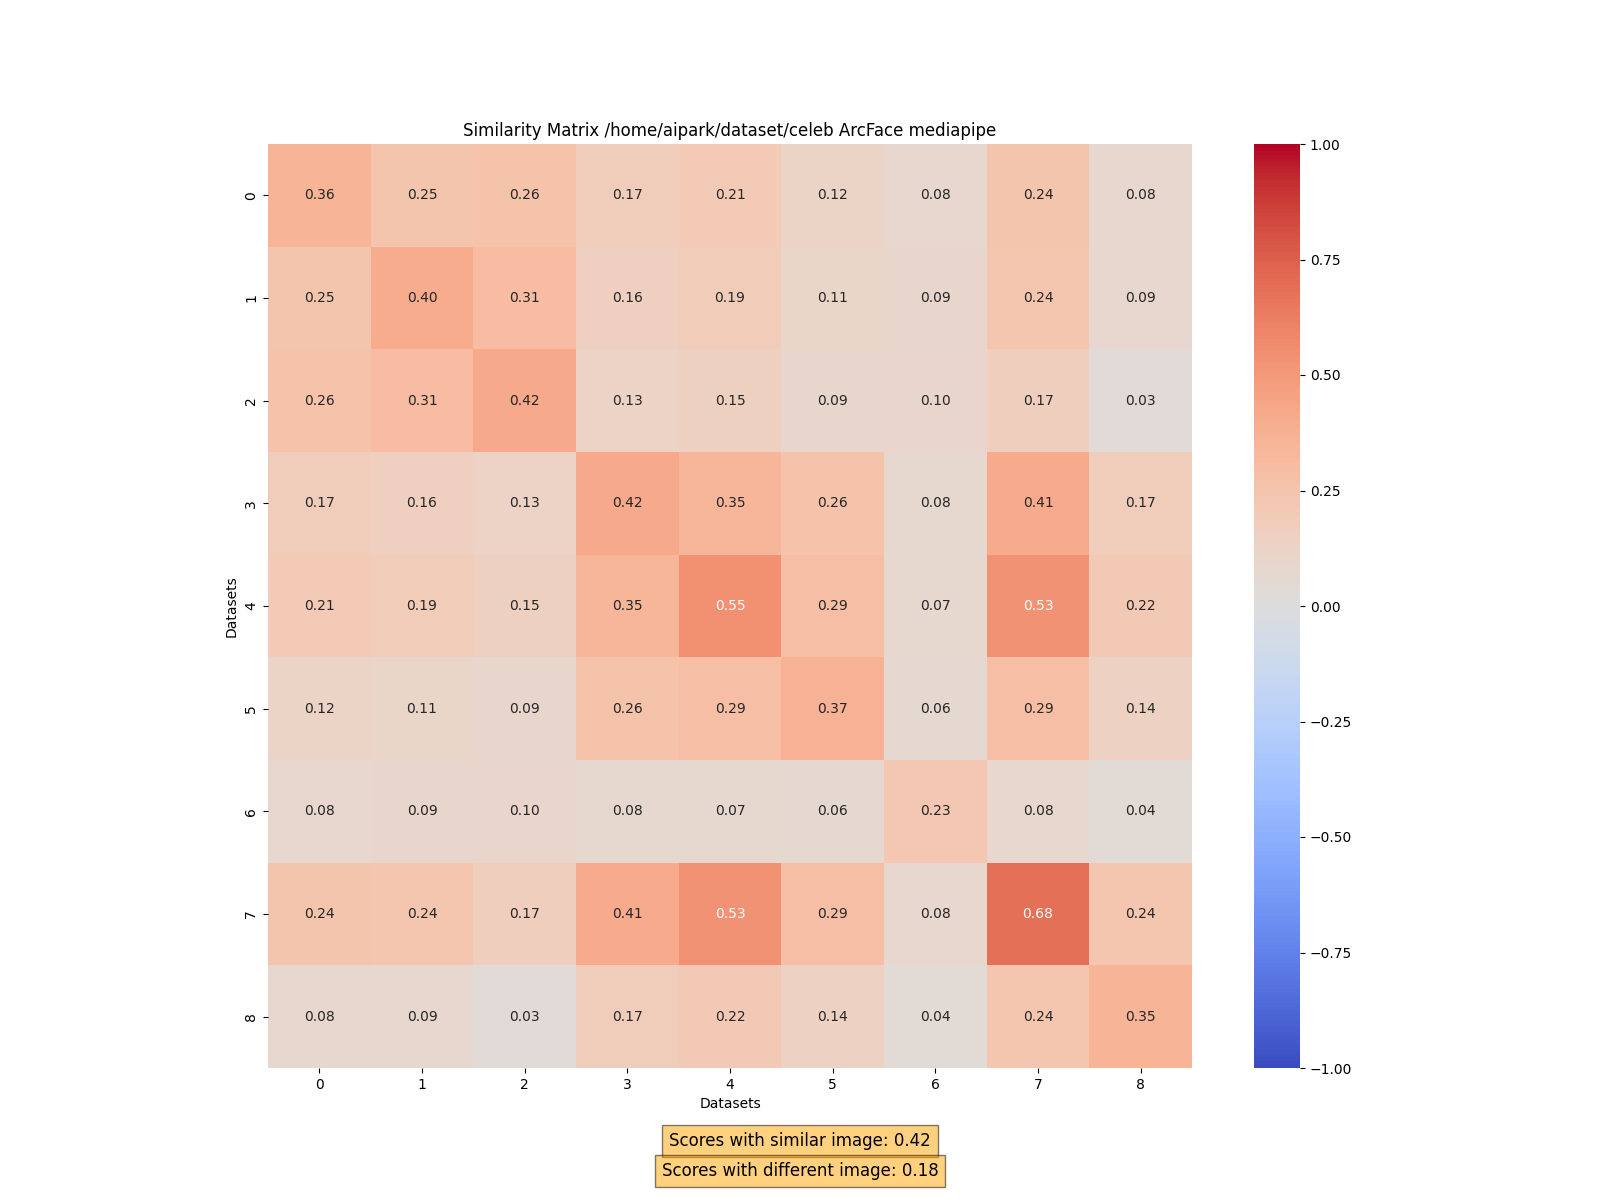 Similarity Matrix /home/aipark/dataset/celeb ArcFace mediapipe
0 0.36 0.25 0.26 0.17 0.21 0.12 0.08 0.24 0.08
1 0.25 0.40 0.31 0.16 0.19 0.11 0.09 0.24 0.09
2 0.26 0.31 0.42 0.13 0.15 0.09 0.10 0.17 0.03
3 0.17 0.16 0.13 0.42 0.35 0.26 0.08 0.41 0.17
Datasets
4 0.21 0.19 0.15 0.35 0.55 0.29 0.07 0.53 0.22
5 0.12 0.11 0.09 0.26 0.29 0.37 0.06 0.29 0.14
6 0.08 0.09 0.10 0.08 0.07 0.06 0.23 0.08 0.04
7 0.24 0.24 0.17 0.41 0.53 0.29 0.08 0.68 0.24
8 0.08 0.09 0.03 0.17 0.22 0.14 0.04 0.24 0.35
0 1 2 3 4 5 6 7 8
Datasets
1.00
0.75
0.50
0.25
0.00
−0.25
−0.50
−0.75
−1.00
Scores with similar image: 0.42
Scores with different image: 0.18